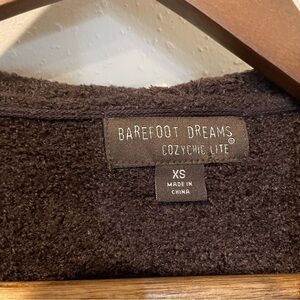 BAREFOOT DREAMS
COZYCHIC LITE®
XS
MADE IN
CHINA